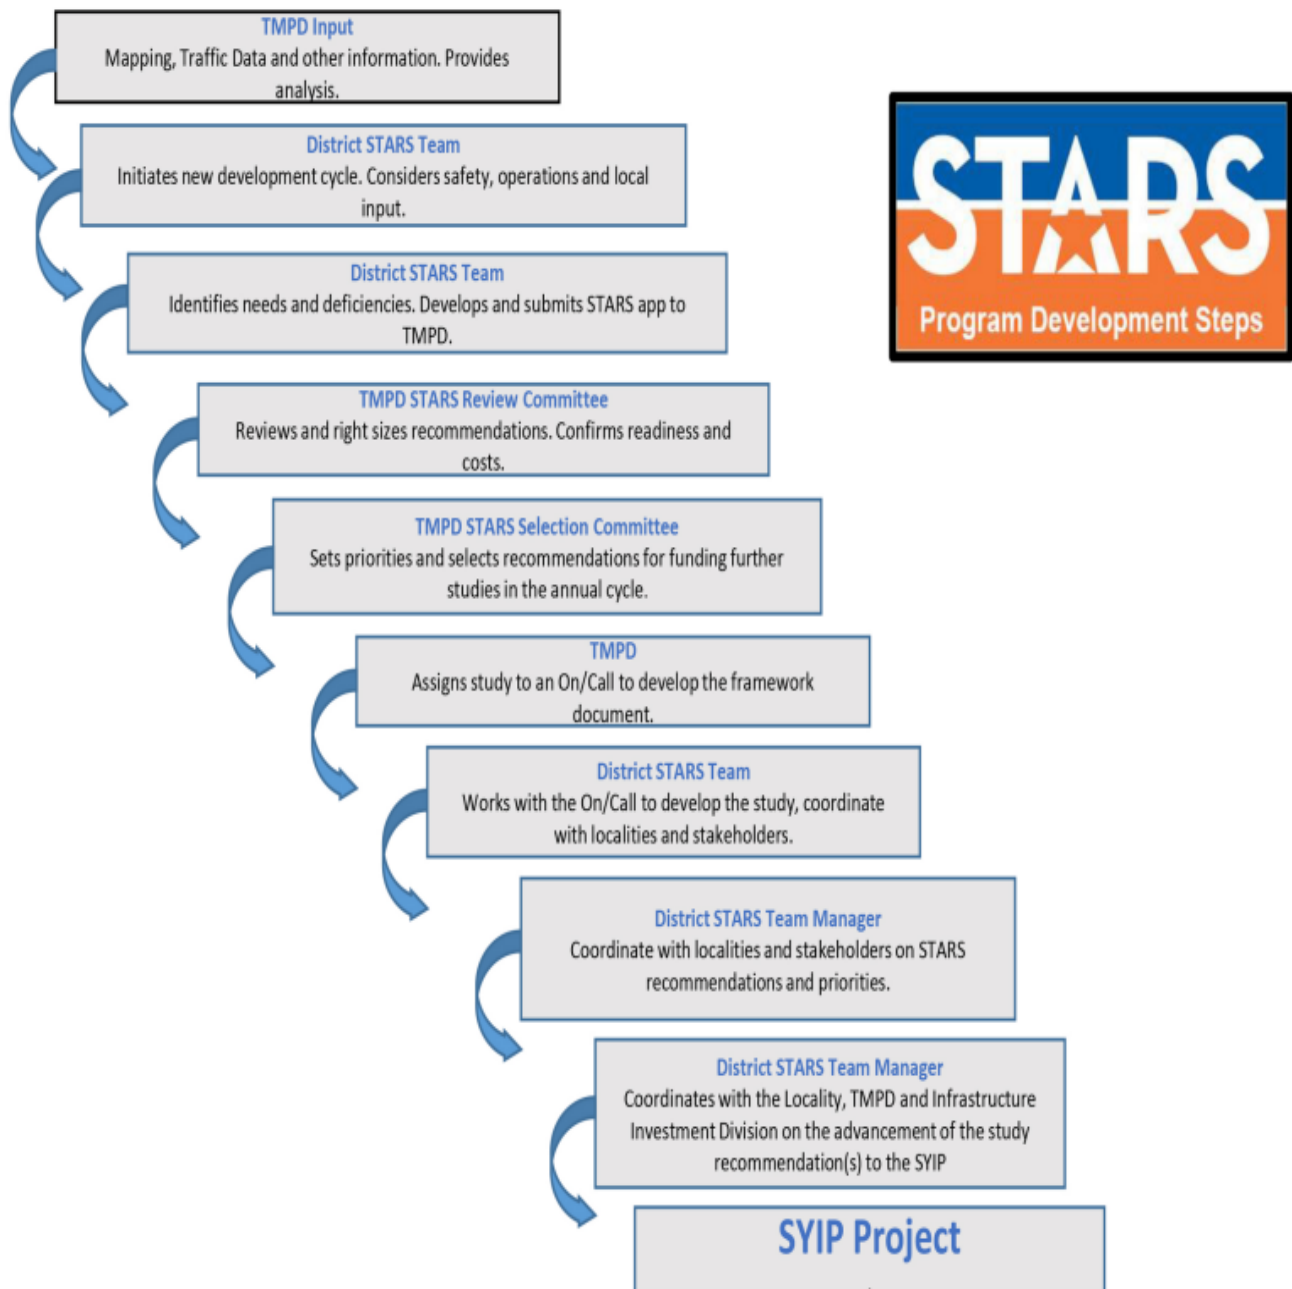 TMPD Input
Mapping, Traffic Data and other information. Provides
analysis.
District STARS Team
Initiates new development cycle. Considers safety, operations and local
input.
District STARS Team
Identifies needs and deficiencies. Develops and submits STARS app to
TMPD.
TMPD STARS Review Committee
Reviews and right sizes recommendations. Confirms readiness and
costs.
TMPD STARS Selection Committee
Sets priorities and selects recommendations for funding further
studies in the annual cycle.
TMPD
Assigns study to an On/Call to develop the framework
document.
District STARS Team
Works with the On/Call to develop the study, coordinate
with localities and stakeholders.
District STARS Team Manager
Coordinate with localities and stakeholders on STARS
recommendations and priorities.
District STARS Team Manager
Coordinates with the Locality, TMPD and Infrastructure
Investment Division on the advancement of the study
recommendation(s) to the SYIP
SYIP Project
STARS
Program Development Steps